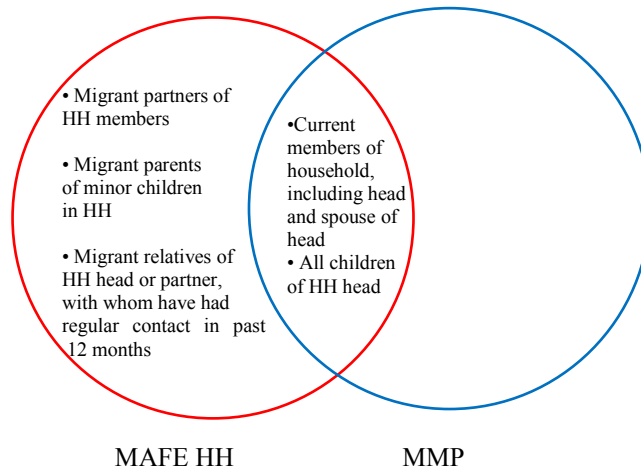 • Migrant partners of
HH members
• Migrant parents
of minor children
in HH
• Migrant relatives of
HH head or partner,
with whom have had
regular contact in past
12 months
•Current
members of
household,
including head
and spouse of
head
• All children
of HH head
MAFE HH
MMP